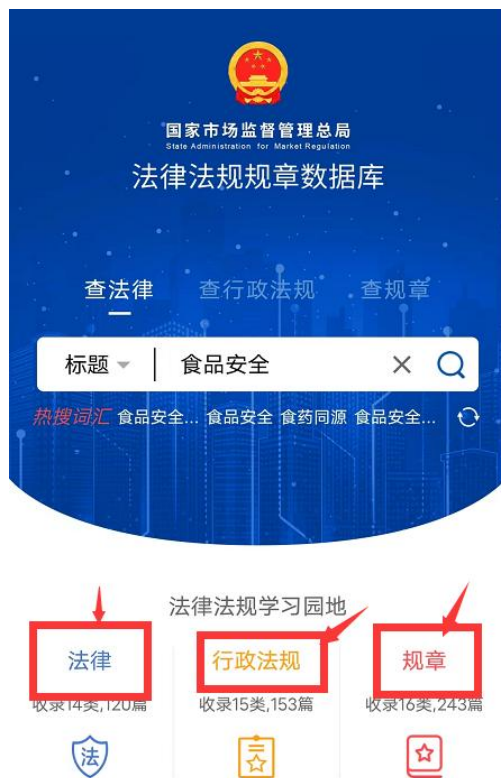 国家市场监督管理总局
State Administration for Market Regulation
法律法规规章数据库
查法律 查行政法规 查规章
标题 食品安全
热搜词汇 食品安全... 食品安全 食药同源 食品安全...
法律法规学习园地
法律 行政法规 规章
收录14类,120篇 收录15类,153篇 收录16类,243篇
法